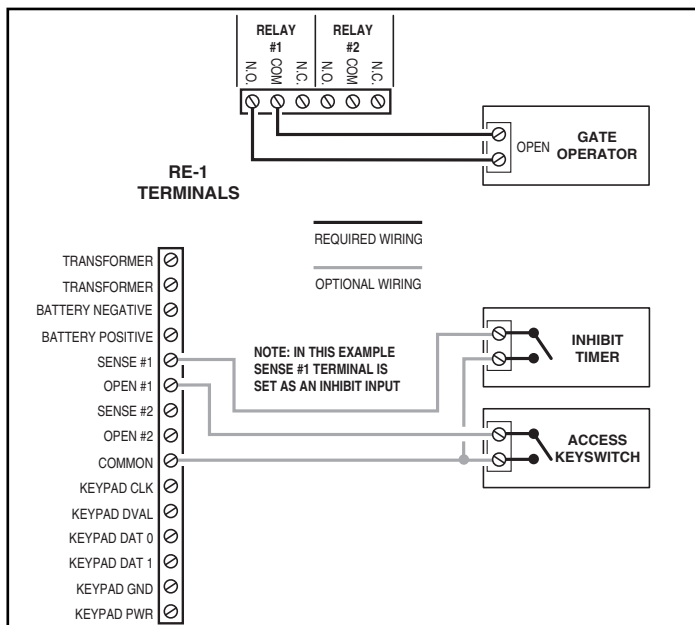 RELAY #1
RELAY #2
N.O.
COM
N.C.
N.O.
COM
N.C.
OPEN
GATE
OPERATOR
RE-1
TERMINALS
REQUIRED WIRING
OPTIONAL WIRING
TRANSFORMER
TRANSFORMER
BATTERY NEGATIVE
BATTERY POSITIVE
SENSE #1
OPEN #1
SENSE #2
OPEN #2
COMMON
KEYPAD CLK
KEYPAD DVAL
KEYPAD DAT 0
KEYPAD DAT 1
KEYPAD GND
KEYPAD PWR
NOTE: IN THIS EXAMPLE
SENSE #1 TERMINAL IS
SET AS AN INHIBIT INPUT
INHIBIT
TIMER
ACCESS
KEYSWITCH